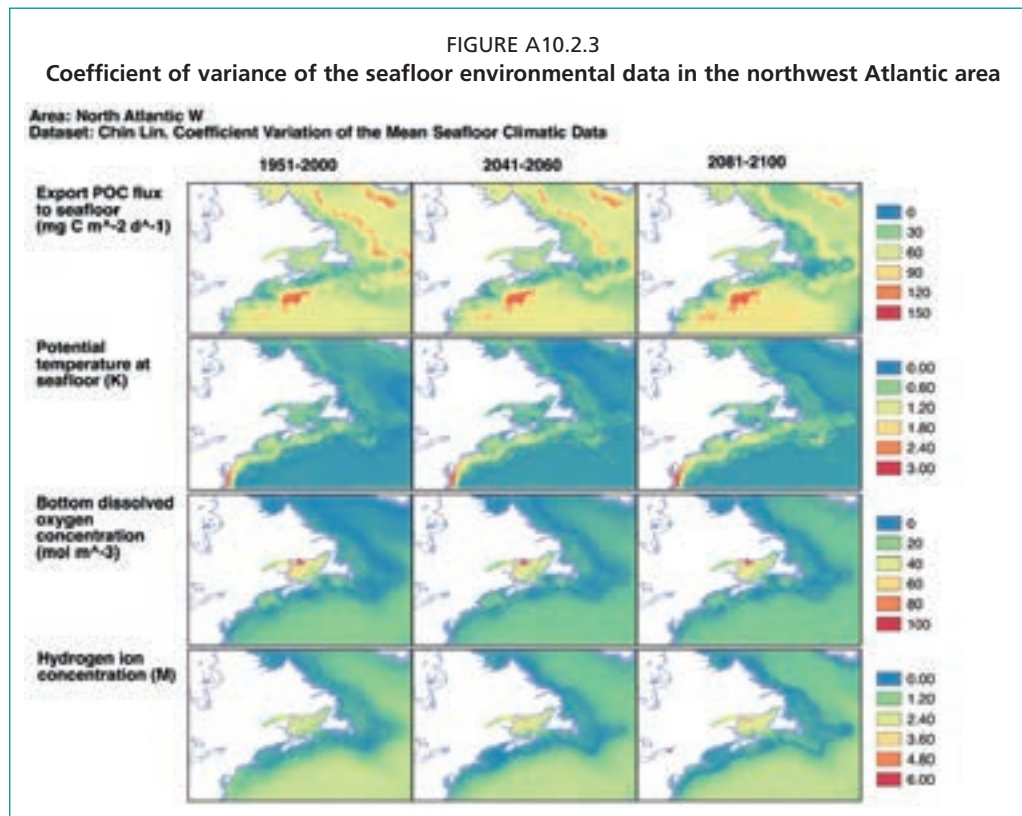 FIGURE A10.2.3
Coefficient of variance of the seafloor environmental data in the northwest Atlantic area
Area: North Atlantic W
Dataset: Chin Lin. Coefficient Variation of the Mean Seafloor Climatic Data
1951-2000
2041-2060
2081-2100
Export POC flux
to seafloor
(mg C m^-2 d^-1)
0
30
60
90
120
150
Potential
temperature at
seafloor (K)
0.00
0.60
1.20
1.80
2.40
3.00
Bottom dissolved
oxygen
concentration
(mol m^-3)
0
20
40
60
80
100
Hydrogen ion
concentration (M)
0.00
1.20
2.40
3.60
4.80
6.00